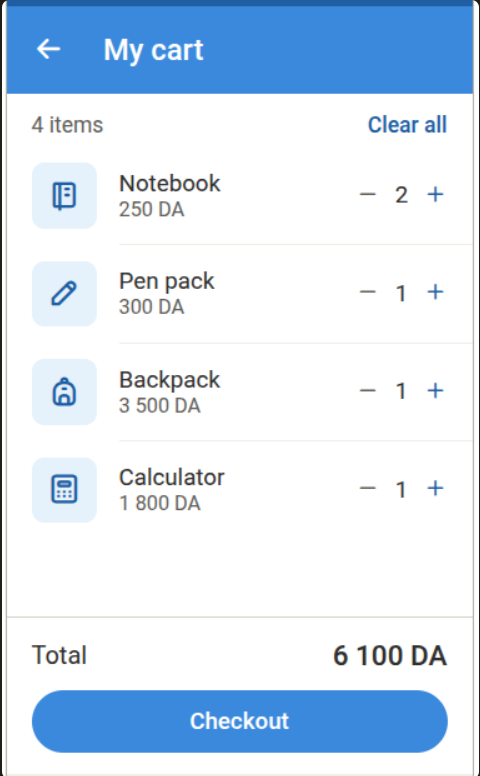 My cart
4 items Clear all
Notebook
250 DA
− 2 +
Pen pack
300 DA
− 1 +
Backpack
3 500 DA
− 1 +
Calculator
1 800 DA
− 1 +
Total 6 100 DA
Checkout